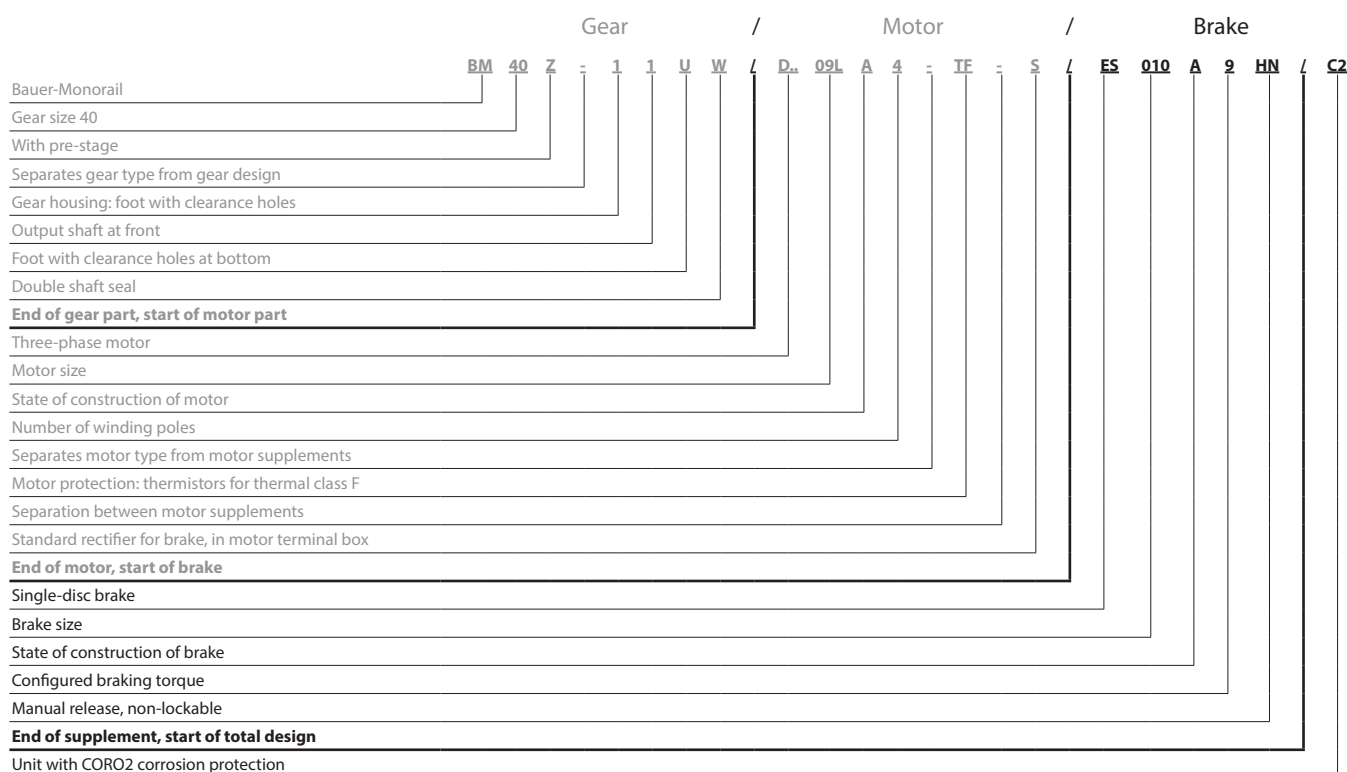 Gear / Motor / Brake
BM 40 Z - 1 1 U W / D.. 09L A 4 - TF - S / ES 010 A 9 HN / C2
Bauer-Monorail
Gear size 40
With pre-stage
Separates gear type from gear design
Gear housing: foot with clearance holes
Output shaft at front
Foot with clearance holes at bottom
Double shaft seal
End of gear part, start of motor part
Three-phase motor
Motor size
State of construction of motor
Number of winding poles
Separates motor type from motor supplements
Motor protection: thermistors for thermal class F
Separation between motor supplements
Standard rectifier for brake, in motor terminal box
End of motor, start of brake
Single-disc brake
Brake size
State of construction of brake
Configured braking torque
Manual release, non-lockable
End of supplement, start of total design
Unit with CORO2 corrosion protection